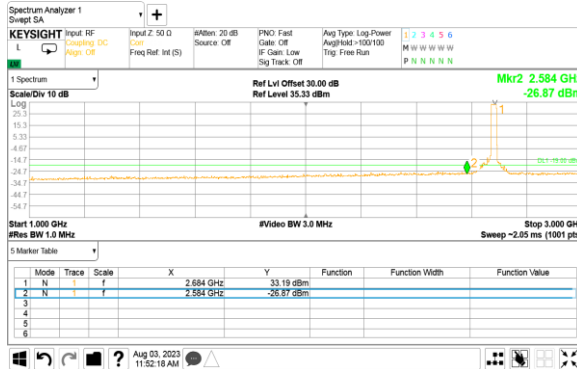 Spectrum Analyzer 1
Swept SA
+
KEYSIGHT Input: RF Input Z: 50 Ω #Atten: 20 dB PNO: Fast Avg Type: Log-Power 1 2 3 4 5 6
L Coupling: DC Corr Source: Off Gate: Off Avg|Hold:>100/100 M W W W W W
Align: Off Freq Ref: Int (S) IF Gain: Low Trig: Free Run P N N N N N
Sig Track: Off
1 Spectrum Ref Lvl Offset 30.00 dB Mkr2 2.584 GHz
Scale/Div 10 dB Ref Level 35.33 dBm -26.87 dBm
Log
1
25.3
15.3
5.33
-4.67
-14.7
2
-24.7
-34.7
-44.7
-54.7
Start 1.000 GHz #Video BW 3.0 MHz Stop 3.000 GHz
#Res BW 1.0 MHz Sweep ~2.05 ms (1001 pts
5 Marker Table
Mode Trace Scale X Y Function Function Width Function Value
1 N 1 f 2.684 GHz 33.19 dBm
2 N 1 f 2.584 GHz -26.87 dBm
3
4
5
6
? Aug 03, 2023
11:52:18 AM